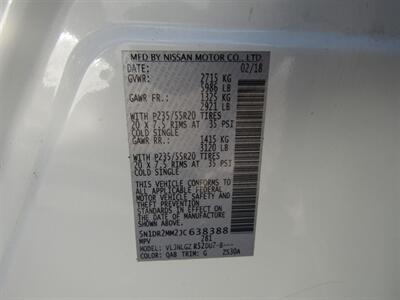 MFD BY NISSAN MOTOR CO., LTD.
DATE: 02/18
GVWR: 2715 KG
5986 LB
GAWR FR.: 1325 KG
2921 LB
WITH P235/55R20 TIRES
20 X 7.5 RIMS AT 35 PSI
COLD SINGLE
GAWR RR.: 1415 KG
3120 LB
WITH P235/55R20 TIRES
20 X 7.5 RIMS AT 35 PSI
COLD SINGLE
THIS VEHICLE CONFORMS TO
ALL APPLICABLE FEDERAL
MOTOR VEHICLE SAFETY AND
THEFT PREVENTION
STANDARDS IN EFFECT ON THE
DATE OF MANUFACTURE
SHOWN ABOVE.
5N1DR2MM2JC638388
MPV 281
MODEL:
COLOR: QAB TRIM: G